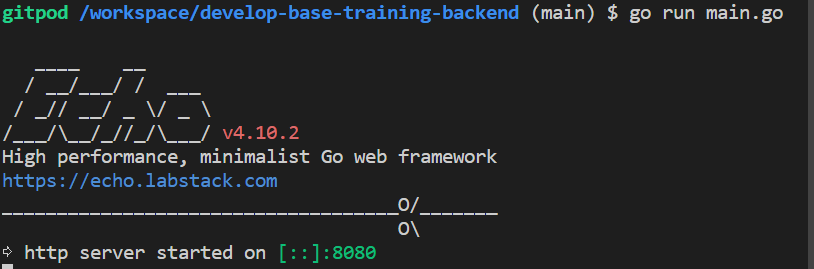 gitpod /workspace/develop-base-training-backend (main) $ go run main.go
   ____    __
  / __/___/ /  ___
 / _// __/ _ \/ _ \
/___/\__/_//_/\___/ v4.10.2
High performance, minimalist Go web framework
https://echo.labstack.com
____________________________________O/_______
                                    O\
⇨ http server started on [::]:8080